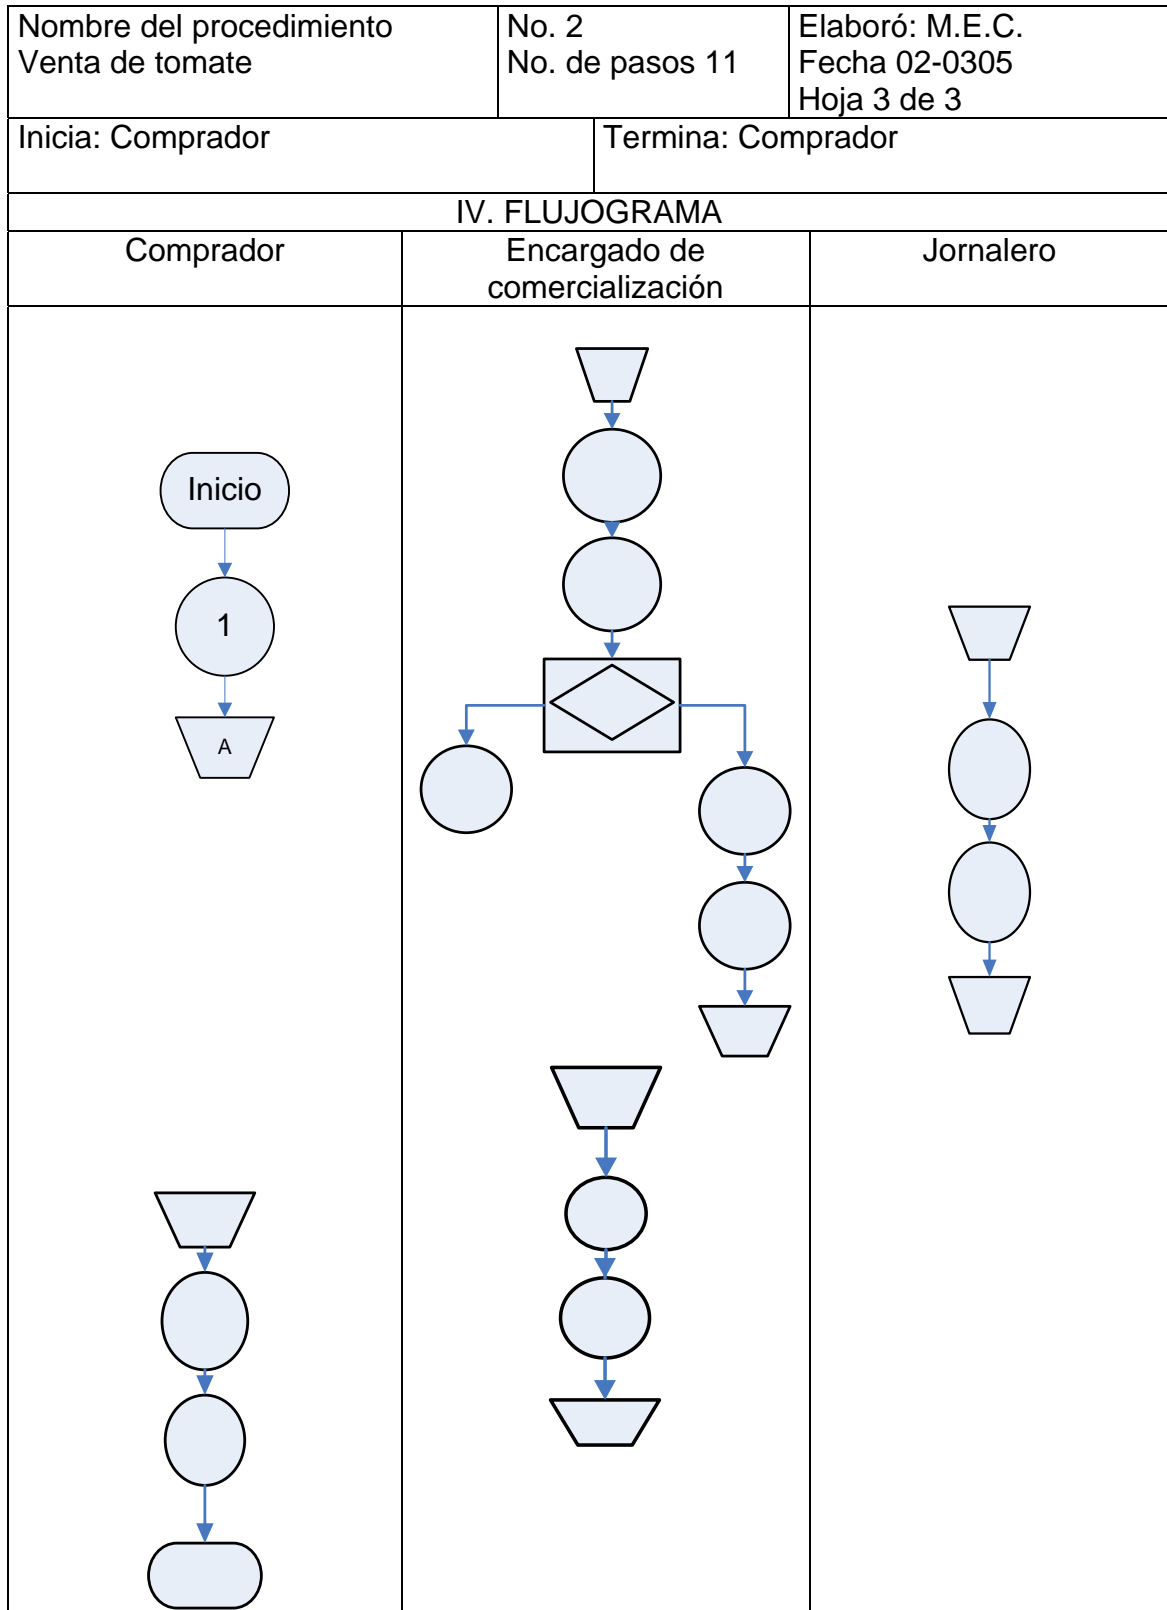 Nombre del procedimiento
Venta de tomate
No. 2
No. de pasos 11
Elaboró: M.E.C.
Fecha 02-0305
Hoja 3 de 3
Inicia: Comprador
Termina: Comprador
IV. FLUJOGRAMA
Comprador
Encargado de
comercialización
Jornalero
Inicio
1
A